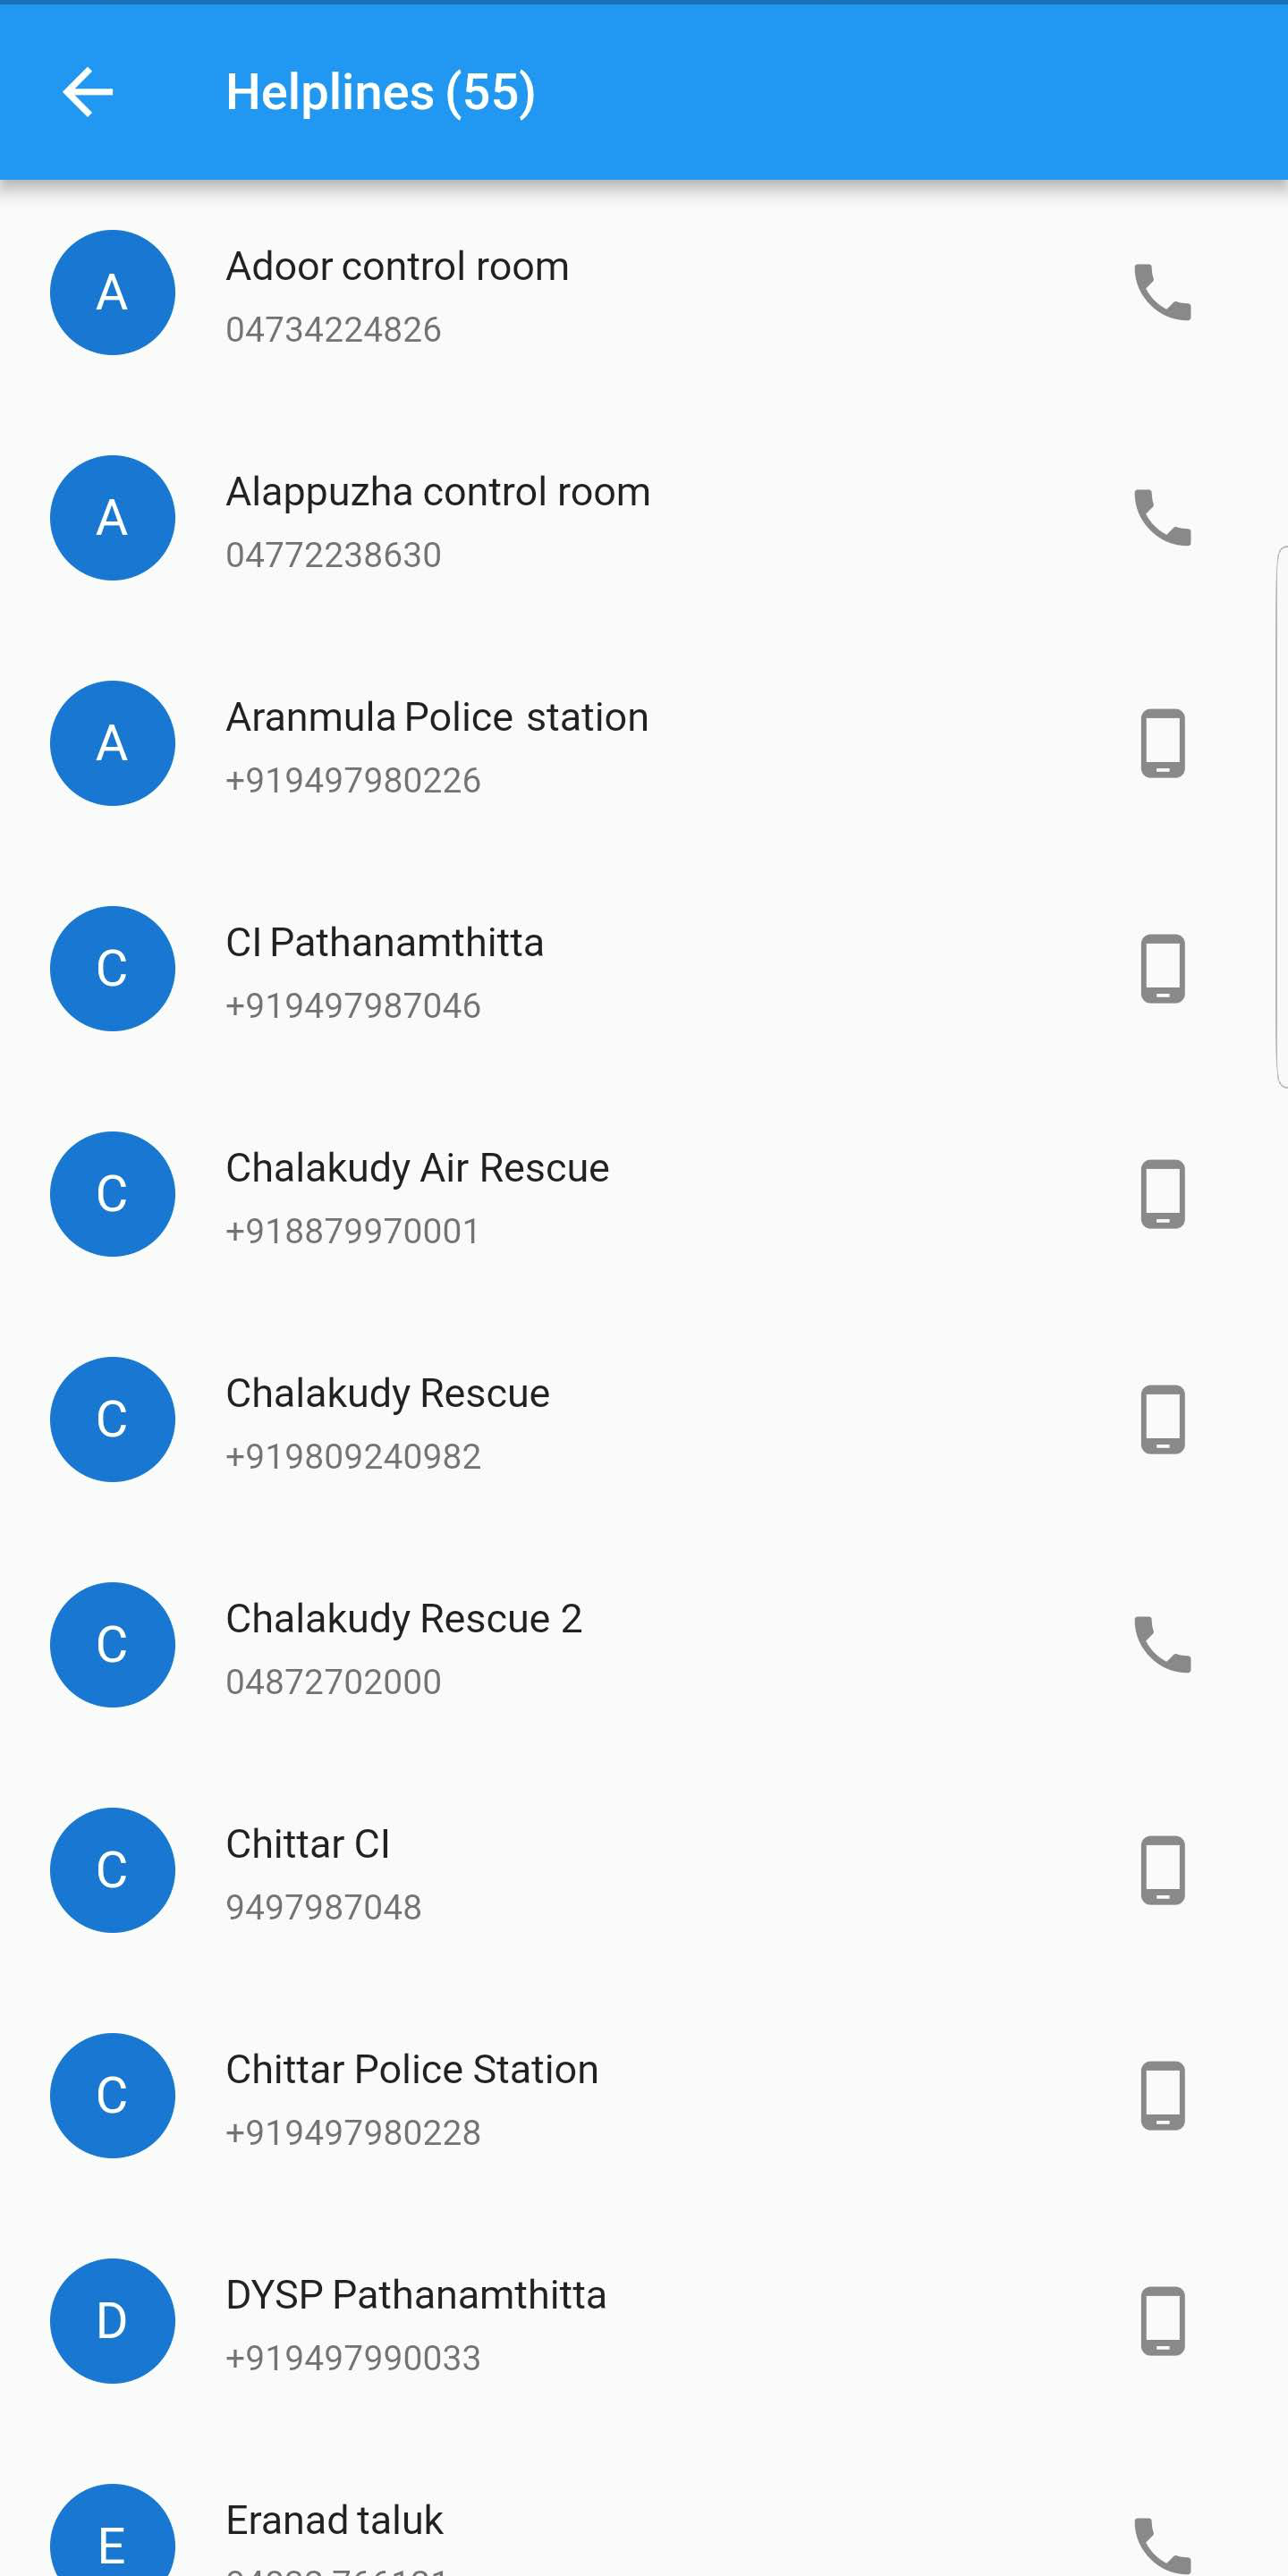 Helplines (55)
A
Adoor control room
04734224826
A
Alappuzha control room
04772238630
A
Aranmula Police station
+919497980226
C
CI Pathanamthitta
+919497987046
C
Chalakudy Air Rescue
+918879970001
C
Chalakudy Rescue
+919809240982
C
Chalakudy Rescue 2
04872702000
C
Chittar CI
9497987048
C
Chittar Police Station
+919497980228
D
DYSP Pathanamthitta
+919497990033
E
Eranad taluk